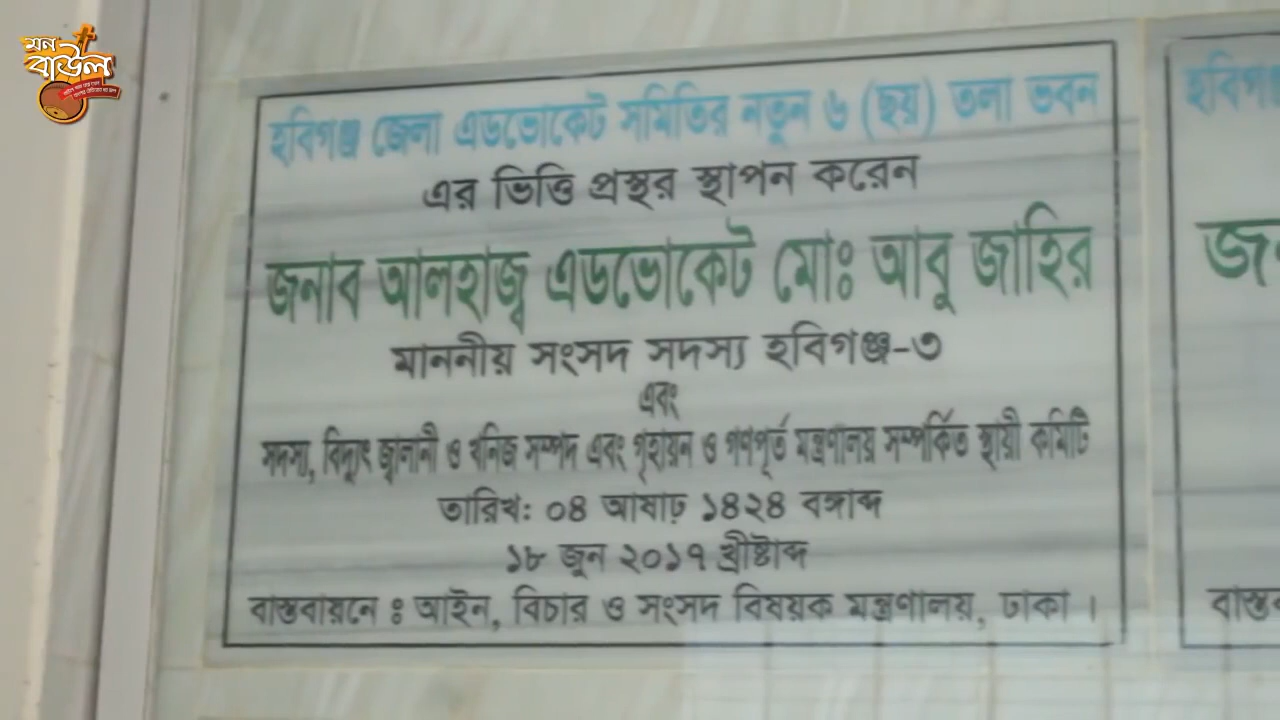 মন
বাউল
হবিগঞ্জ জেলা এডভোকেট সমিতির নতুন ৬ (ছয়) তলা ভবন
এর ভিত্তি প্রস্থর স্থাপন করেন
জনাব আলহাজ্ব এডভোকেট মোঃ আবু জাহির
মাননীয় সংসদ সদস্য হবিগঞ্জ-৩
এবং
সদস্য, বিদ্যুৎ জ্বালানী ও খনিজ সম্পদ এবং গৃহায়ন ও গণপূর্ত মন্ত্রণালয় সম্পর্কিত স্থায়ী কমিটি
তারিখ: ০৪ আষাঢ় ১৪২৪ বঙ্গাব্দ
১৮ জুন ২০১৭ খ্রীষ্টাব্দ
বাস্তবায়নে ঃ আইন, বিচার ও সংসদ বিষয়ক মন্ত্রণালয়, ঢাকা ।